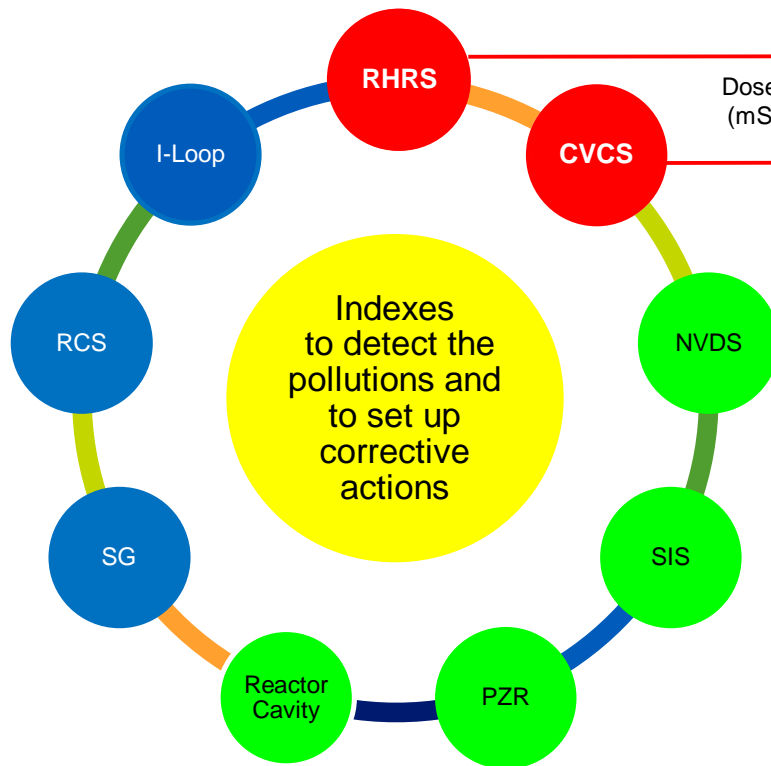 RHRS
Dose
(mS
CVCS
I-Loop
Indexes
to detect the
pollutions and
to set up
corrective
actions
RCS
NVDS
SG
SIS
Reactor
Cavity
PZR